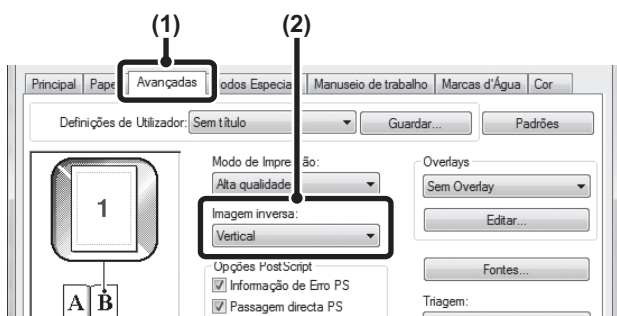 (1) (2)
Principal Pape Avançadas odos Especia Manuseio de trabalho Marcas d'Água Cor
Definições de Utilizador: Sem título Guardar... Padrões
Modo de Impressão: Overlays
1 Alta qualidade Sem Overlay
Imagem inversa: Editar...
Vertical
Opções PostScript Fontes...
Informação de Erro PS
A B Passagem directa PS Triagem: